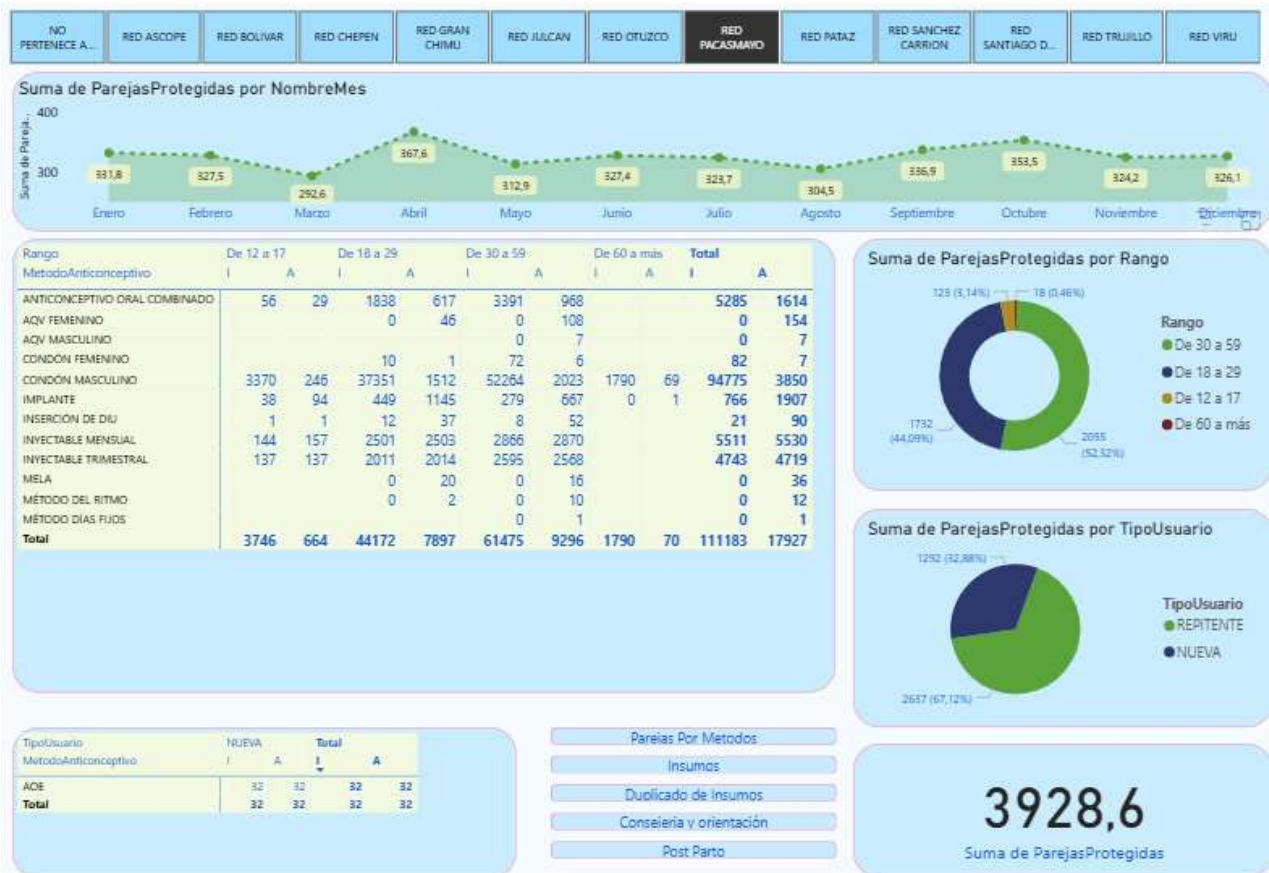 NO PERTENECE A... RED ASCOPE RED BOLIVAR RED CHEPEN RED GRAN CHIMU RED JULCAN RED OTUZCO RED PACASMAYO RED PATAZ RED SANCHEZ CARRION RED SANTIAGO D... RED TRUJILLO RED VIRU
Suma de ParejasProtegidas por NombreMes
Suma de Pareja...
400
300
331,8 327,5 292,6 367,6 312,9 327,4 323,7 304,5 336,9 353,5 324,2 326,1
Enero Febrero Marzo Abril Mayo Junio Julio Agosto Septiembre Octubre Noviembre Diciembre
Rango De 12 a 17 De 18 a 29 De 30 a 59 De 60 a más Total
MetodoAnticonceptivo I A I A I A I A I A
ANTICONCEPTIVO ORAL COMBINADO 56 29 1838 617 3391 968 5285 1614
AQV FEMENINO 0 46 0 108 0 154
AQV MASCULINO 0 7 0 7
CONDÓN FEMENINO 10 1 72 6 82 7
CONDÓN MASCULINO 3370 246 37351 1512 52264 2023 1790 69 94775 3850
IMPLANTE 38 94 449 1145 279 667 0 1 766 1907
INSERCIÓN DE DIU 1 1 12 37 8 52 21 90
INYECTABLE MENSUAL 144 157 2501 2503 2866 2870 5511 5530
INYECTABLE TRIMESTRAL 137 137 2011 2014 2595 2568 4743 4719
MELA 0 20 0 16 0 36
MÉTODO DEL RITMO 0 2 0 10 0 12
MÉTODO DÍAS FIJOS 0 1 0 1
Total 3746 664 44172 7897 61475 9296 1790 70 111183 17927
Suma de ParejasProtegidas por Rango
123 (3,14%) 18 (0,46%)
1732 (44,09%)
2055 (52,32%)
Rango
De 30 a 59
De 18 a 29
De 12 a 17
De 60 a más
Suma de ParejasProtegidas por TipoUsuario
1292 (32,88%)
2637 (67,12%)
TipoUsuario
REPITENTE
NUEVA
TipoUsuario NUEVA Total
MetodoAnticonceptivo I A I A
AOE 32 32 32 32
Total 32 32 32 32
Parejas Por Metodos
Insumos
Duplicado de Insumos
Consejeria y orientación
Post Parto
3928,6
Suma de ParejasProtegidas